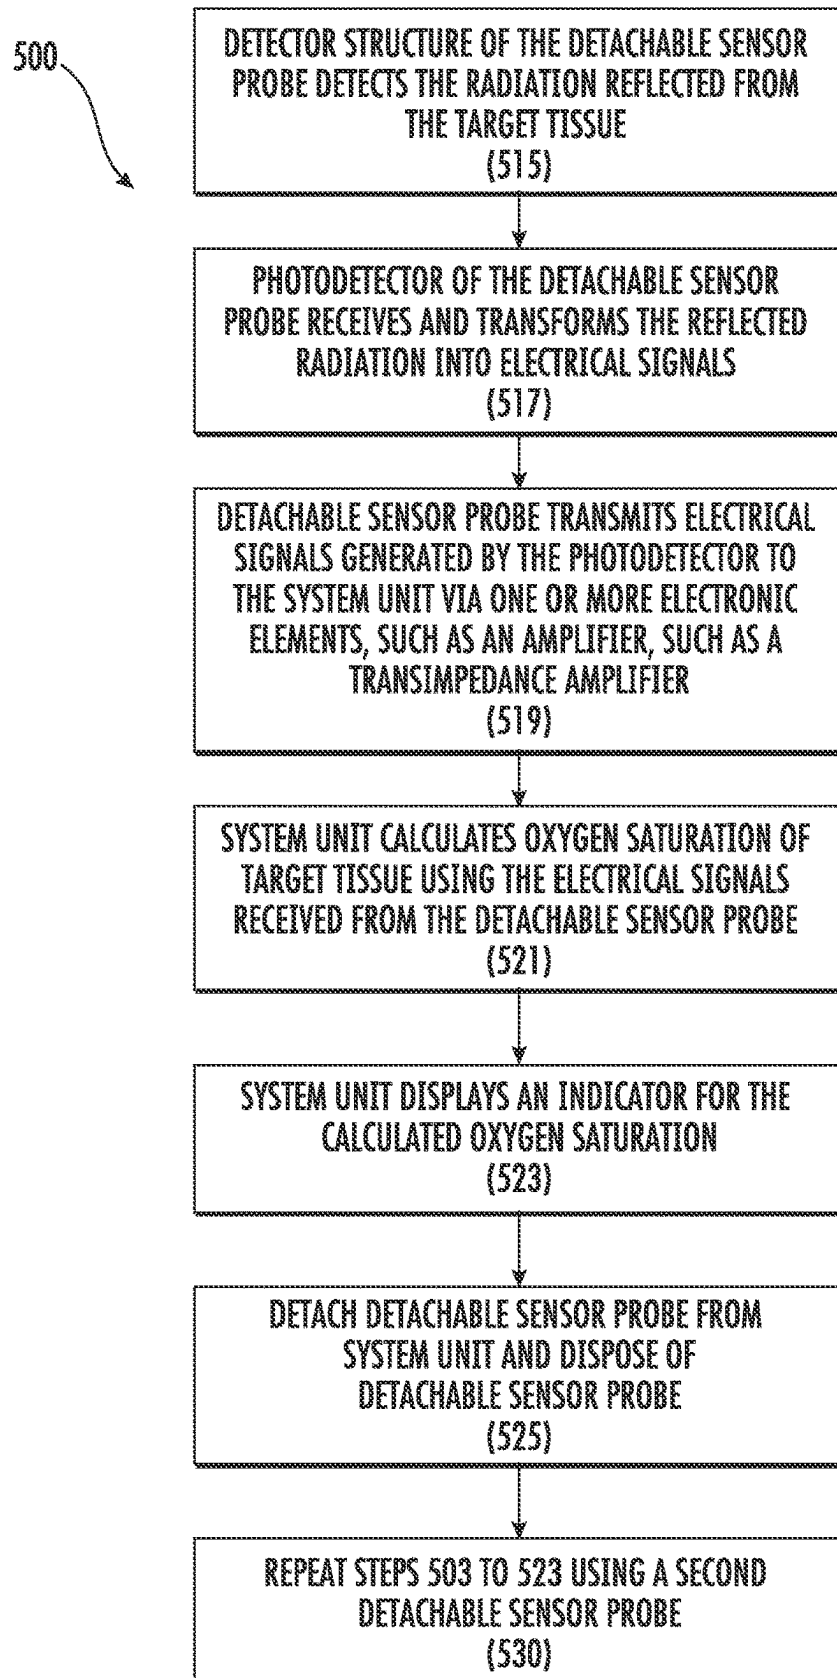 500
DETECTOR STRUCTURE OF THE DETACHABLE SENSOR
PROBE DETECTS THE RADIATION REFLECTED FROM
THE TARGET TISSUE
(515)
PHOTODETECTOR OF THE DETACHABLE SENSOR
PROBE RECEIVES AND TRANSFORMS THE REFLECTED
RADIATION INTO ELECTRICAL SIGNALS
(517)
DETACHABLE SENSOR PROBE TRANSMITS ELECTRICAL
SIGNALS GENERATED BY THE PHOTODETECTOR TO
THE SYSTEM UNIT VIA ONE OR MORE ELECTRONIC
ELEMENTS, SUCH AS AN AMPLIFIER, SUCH AS A
TRANSIMPEDANCE AMPLIFIER
(519)
SYSTEM UNIT CALCULATES OXYGEN SATURATION OF
TARGET TISSUE USING THE ELECTRICAL SIGNALS
RECEIVED FROM THE DETACHABLE SENSOR PROBE
(521)
SYSTEM UNIT DISPLAYS AN INDICATOR FOR THE
CALCULATED OXYGEN SATURATION
(523)
DETACH DETACHABLE SENSOR PROBE FROM
SYSTEM UNIT AND DISPOSE OF
DETACHABLE SENSOR PROBE
(525)
REPEAT STEPS 503 TO 523 USING A SECOND
DETACHABLE SENSOR PROBE
(530)